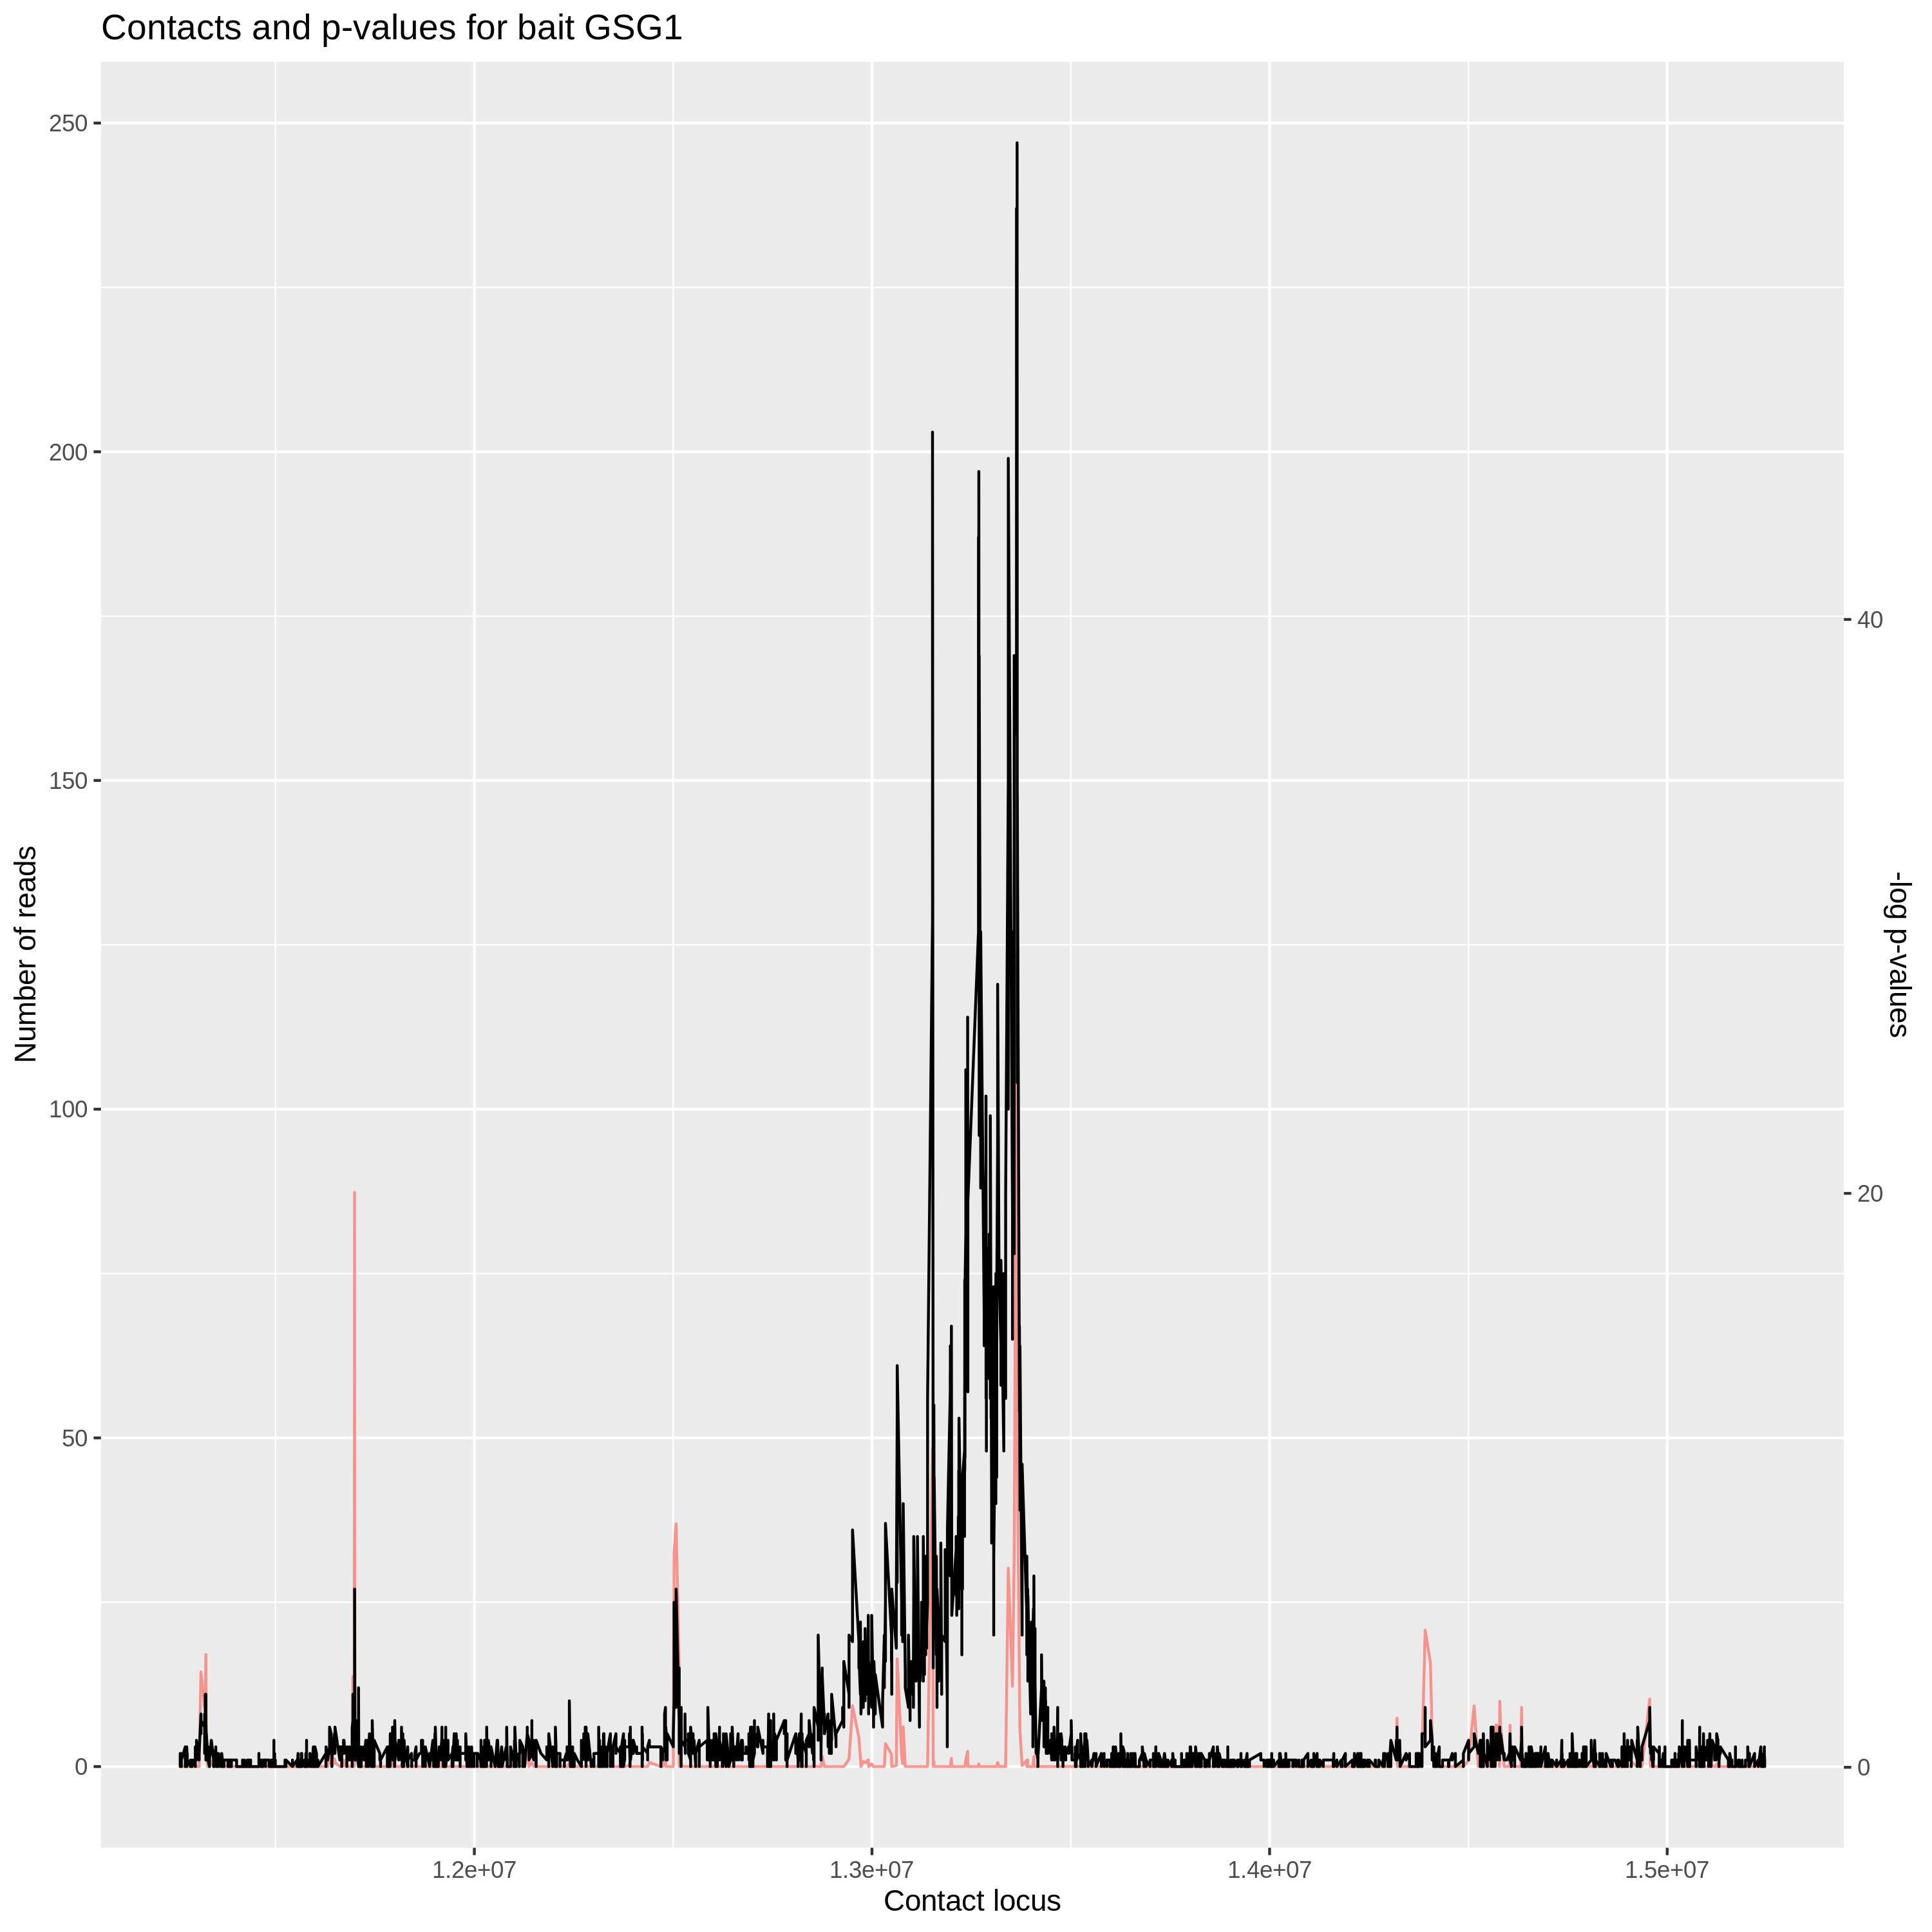 Contacts and p-values for bait GSG1
250
200
150
100
50
0
Number of reads
40
20
0
-log p-values
1.2e+07
1.3e+07
1.4e+07
1.5e+07
Contact locus